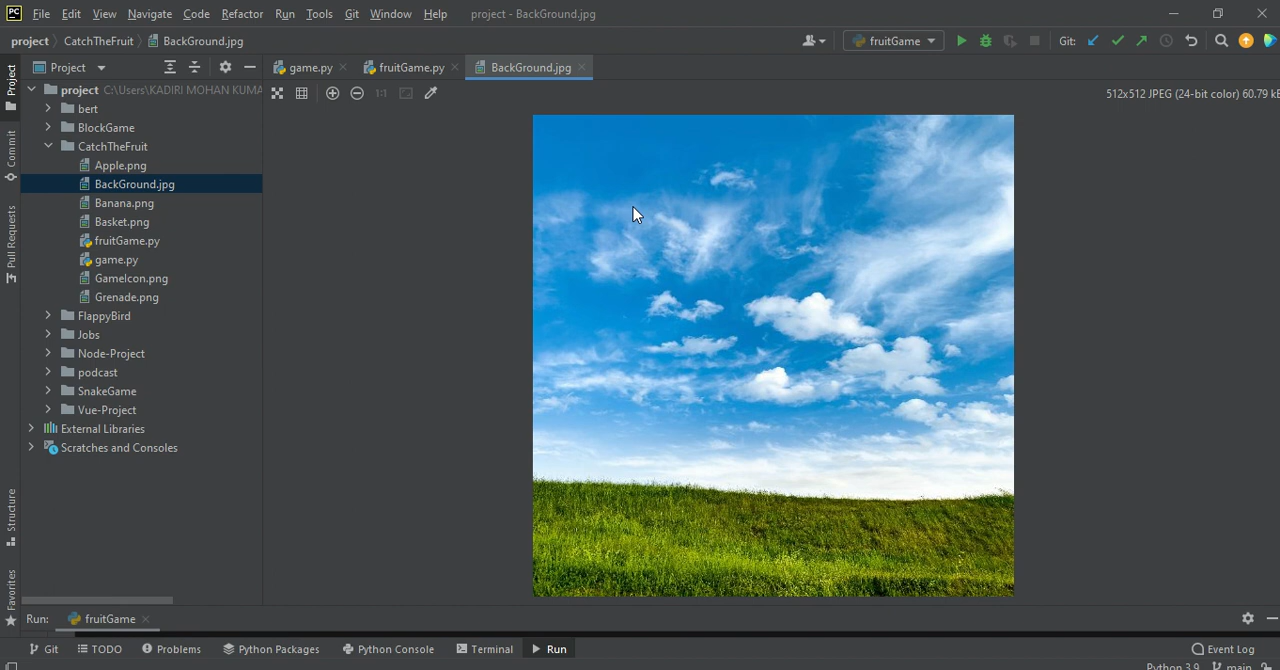 PC File Edit View Navigate Code Refactor Run Tools Git Window Help project - BackGround.jpg
project CatchTheFruit BackGround.jpg fruitGame Git:
Project game.py fruitGame.py BackGround.jpg
project C:\Users\KADIRI MOHAN KUMA
1:1 512x512 JPEG (24-bit color) 60.79 kB
bert
BlockGame
CatchTheFruit
Apple.png
BackGround.jpg
Banana.png
Basket.png
fruitGame.py
game.py
GameIcon.png
Grenade.png
FlappyBird
Jobs
Node-Project
podcast
SnakeGame
Vue-Project
External Libraries
Scratches and Consoles
Project
Commit
Pull Requests
Structure
Favorites
Run: fruitGame
Git TODO Problems Python Packages Python Console Terminal Run Event Log
Python 3.9 main